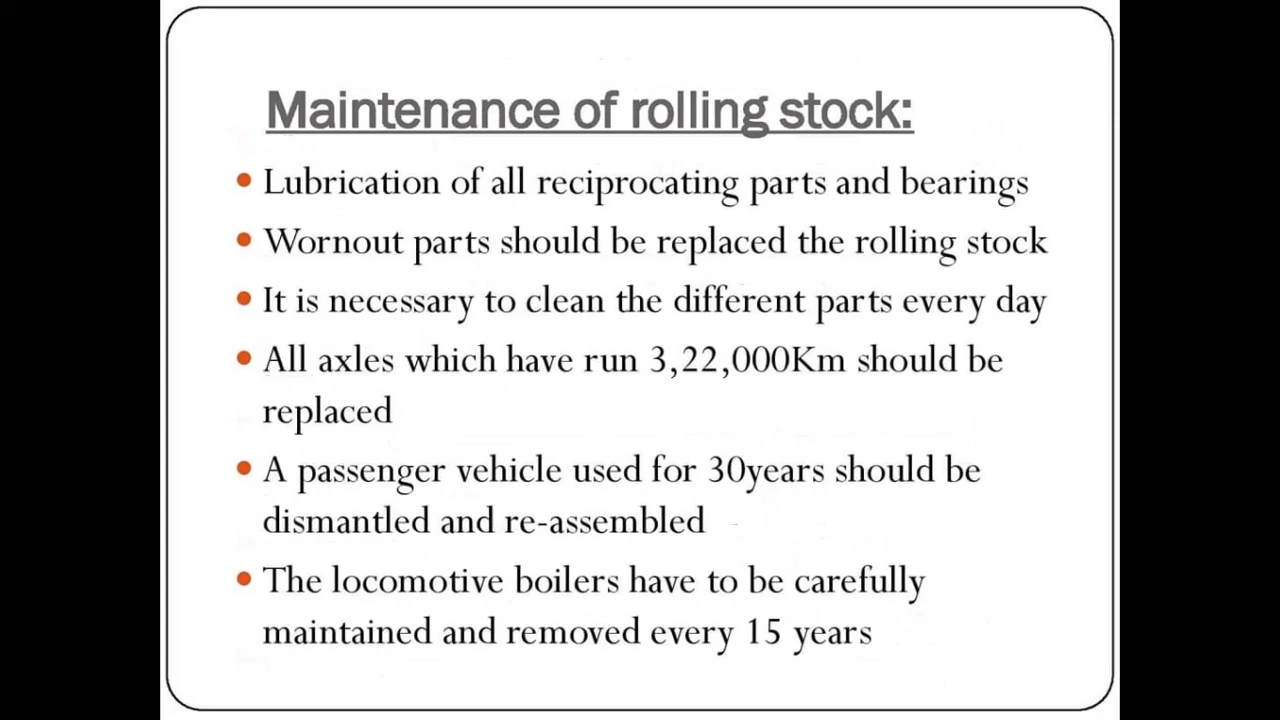 Maintenance of rolling stock:
• Lubrication of all reciprocating parts and bearings
• Wornout parts should be replaced the rolling stock
• It is necessary to clean the different parts every day
• All axles which have run 3,22,000Km should be
replaced
• A passenger vehicle used for 30years should be
dismantled and re-assembled
• The locomotive boilers have to be carefully
maintained and removed every 15 years